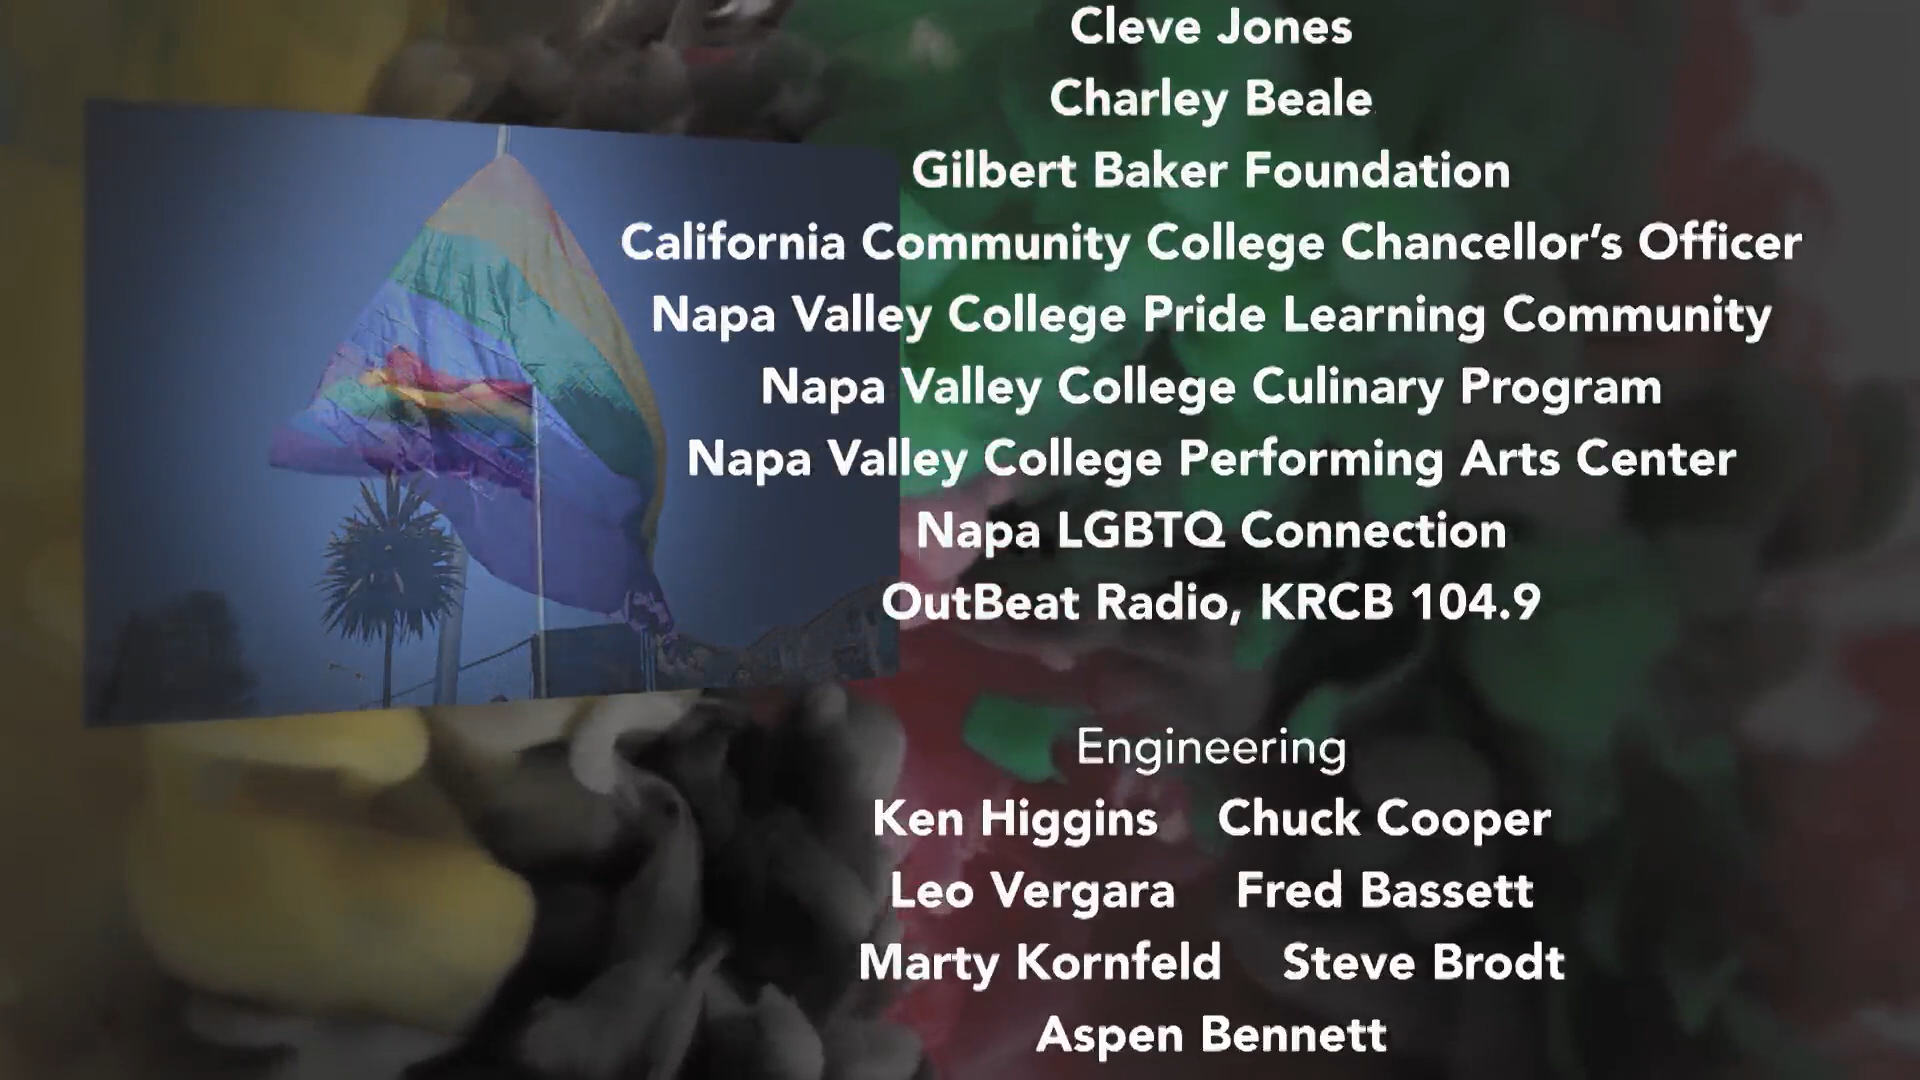 Cleve Jones
Charley Beale
Gilbert Baker Foundation
California Community College Chancellor’s Officer
Napa Valley College Pride Learning Community
Napa Valley College Culinary Program
Napa Valley College Performing Arts Center
Napa LGBTQ Connection
OutBeat Radio, KRCB 104.9
Engineering
Ken Higgins Chuck Cooper
Leo Vergara Fred Bassett
Marty Kornfeld Steve Brodt
Aspen Bennett